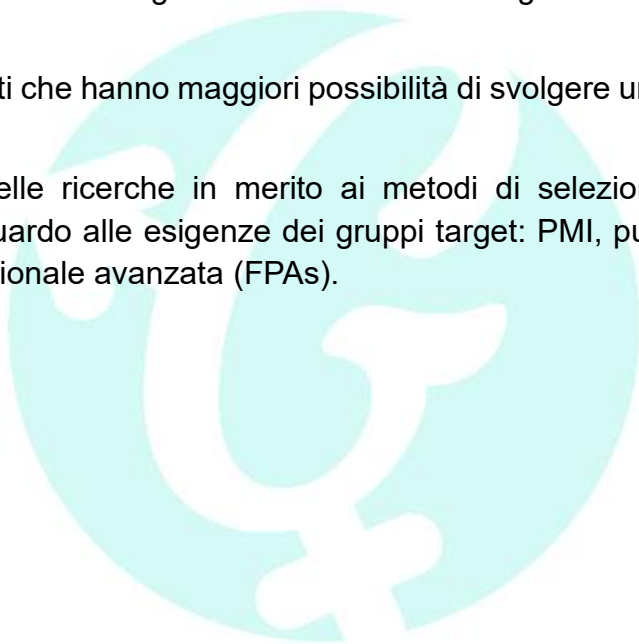 ti che hanno maggiori possibilità di svolgere u
elle ricerche in merito ai metodi di selezio
uardo alle esigenze dei gruppi target: PMI, pu
ionale avanzata (FPAs).